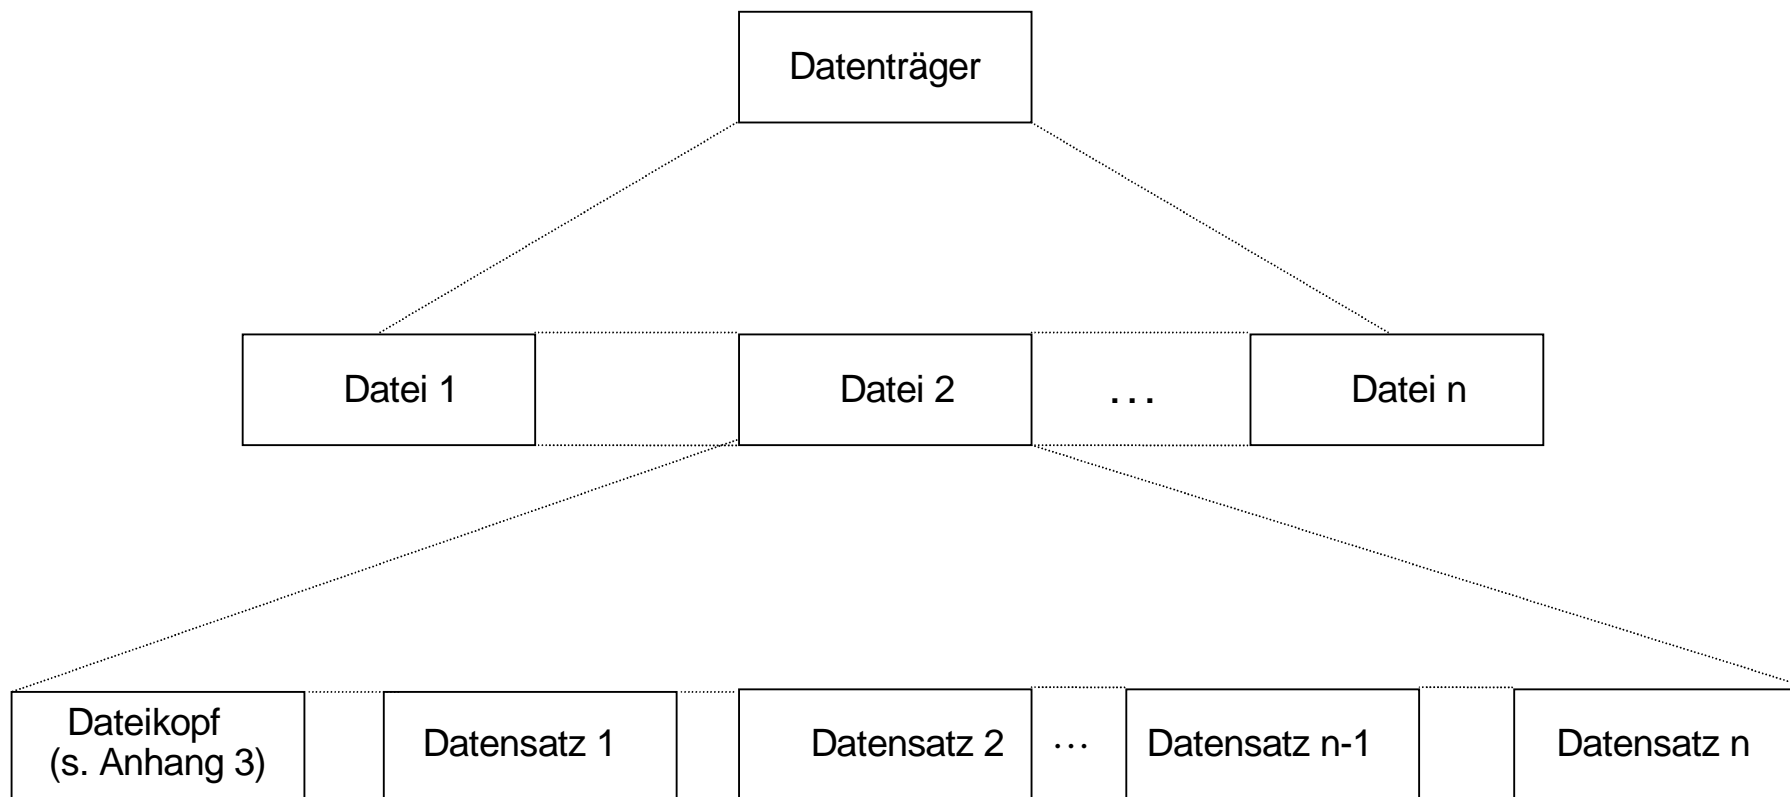 Datenträger
Datei 1
Datei 2
...
Datei n
Dateikopf
(s. Anhang 3)
Datensatz 1
Datensatz 2
...
Datensatz n-1
Datensatz n